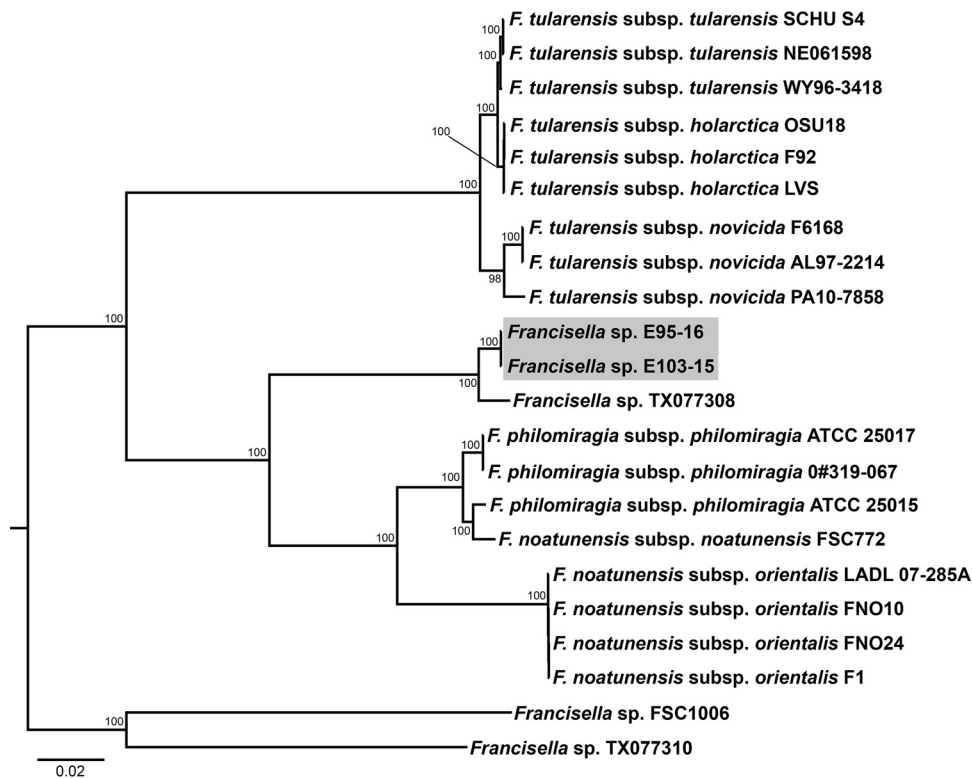 100
F. tularensis subsp. tularensis SCHU S4
100
F. tularensis subsp. tularensis NE061598
F. tularensis subsp. tularensis WY96-3418
100
F. tularensis subsp. holarctica OSU18
100
F. tularensis subsp. holarctica F92
100
F. tularensis subsp. holarctica LVS
F. tularensis subsp. novicida F6168
100
F. tularensis subsp. novicida AL97-2214
98
F. tularensis subsp. novicida PA10-7858
100
Francisella sp. E95-16
100
Francisella sp. E103-15
100
Francisella sp. TX077308
F. philomiragia subsp. philomiragia ATCC 25017
100
100
F. philomiragia subsp. philomiragia 0#319-067
F. philomiragia subsp. philomiragia ATCC 25015
100
100
F. noatunensis subsp. noatunensis FSC772
100
F. noatunensis subsp. orientalis LADL 07-285A
100
F. noatunensis subsp. orientalis FNO10
F. noatunensis subsp. orientalis FNO24
F. noatunensis subsp. orientalis F1
Francisella sp. FSC1006
100
Francisella sp. TX077310
0.02